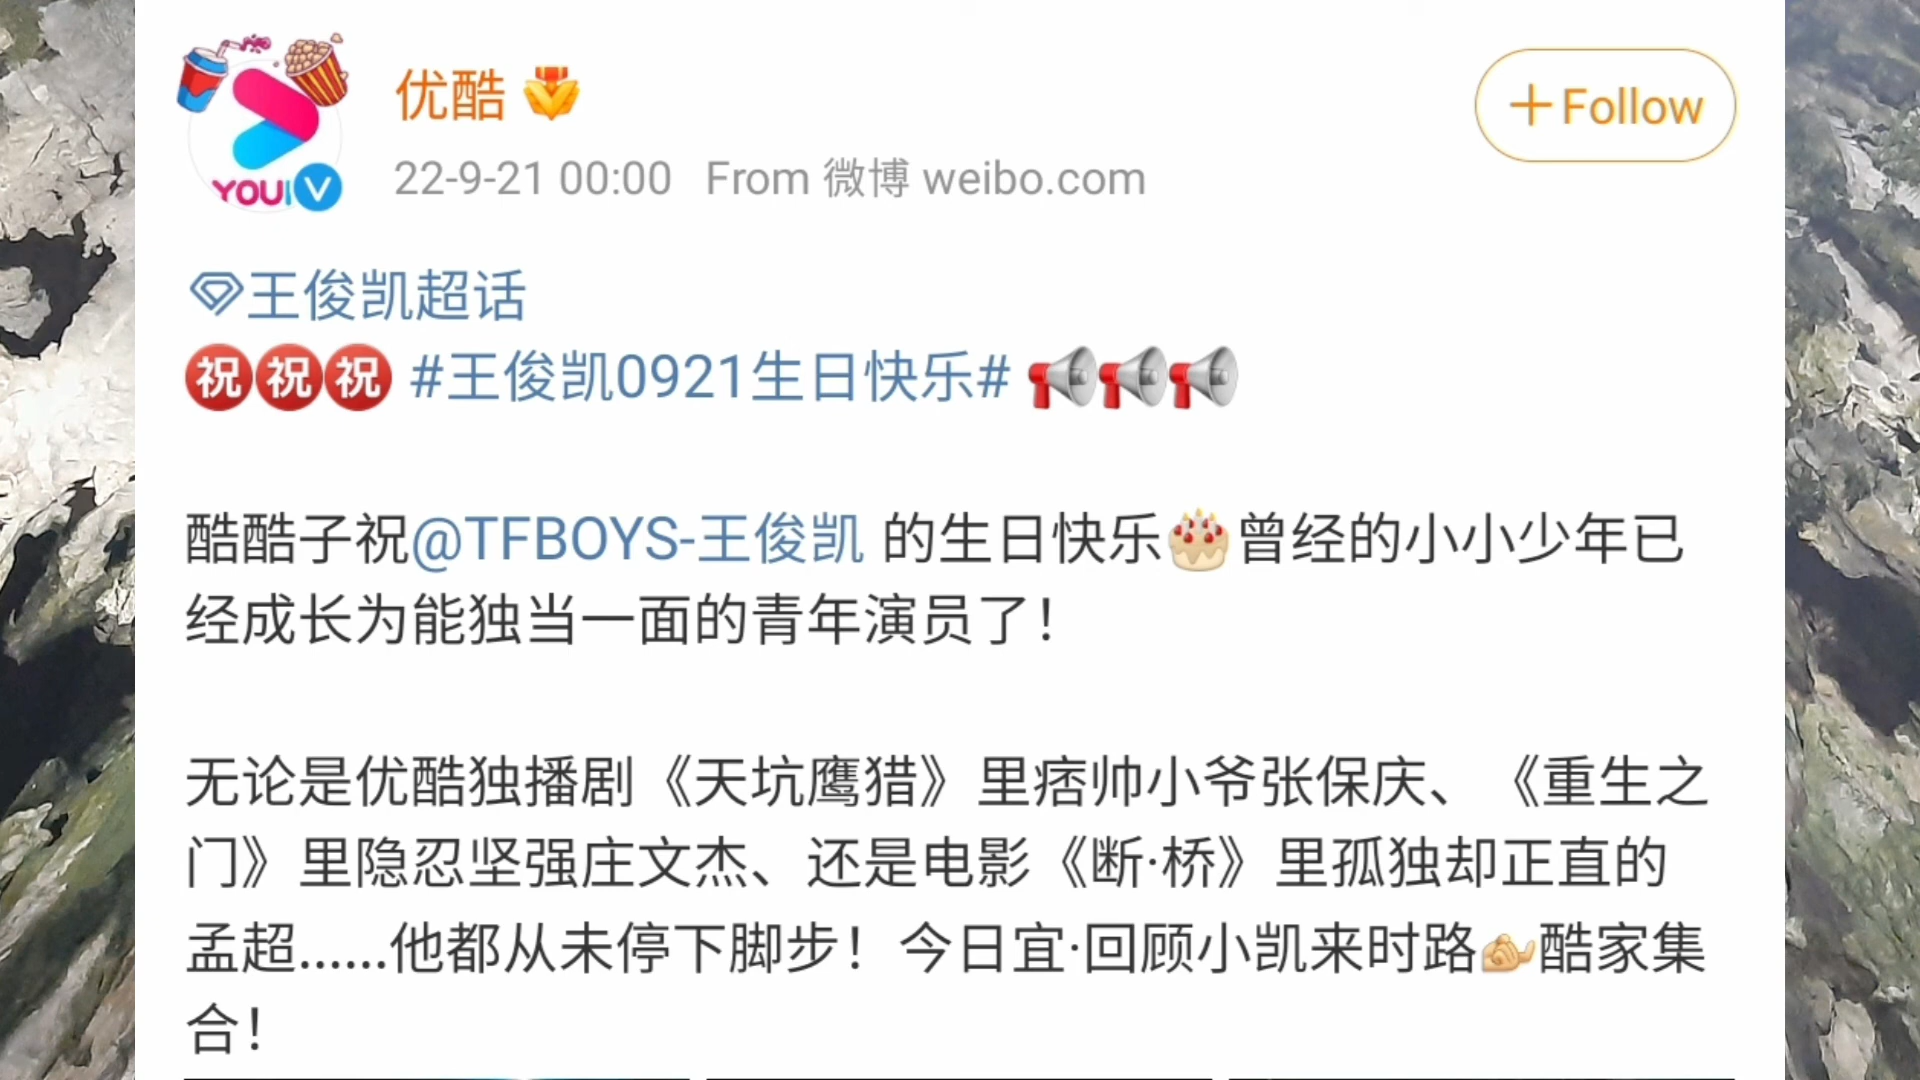 优酷
YOU
V
+Follow
22-9-21 00:00 From 微博 weibo.com
王俊凯超话
祝祝祝 #王俊凯0921生日快乐#
酷酷子祝@TFBOYS-王俊凯 的生日快乐曾经的小小少年已
经成长为能独当一面的青年演员了！
无论是优酷独播剧《天坑鹰猎》里痞帅小爷张保庆、《重生之
门》里隐忍坚强庄文杰、还是电影《断·桥》里孤独却正直的
孟超......他都从未停下脚步！今日宜·回顾小凯来时路酷家集
合！